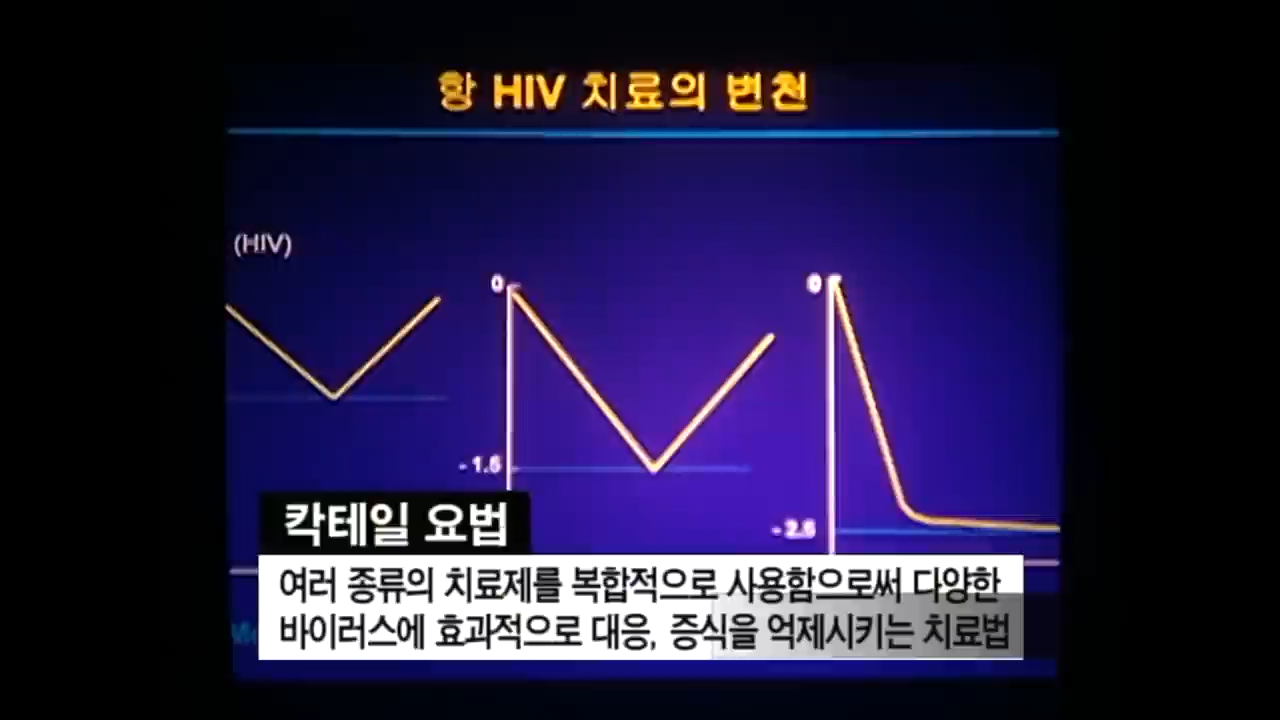 항 HIV 치료의 변천
(HIV)
0
0
- 1.5
- 2.5
칵테일 요법
여러 종류의 치료제를 복합적으로 사용함으로써 다양한
바이러스에 효과적으로 대응, 증식을 억제시키는 치료법